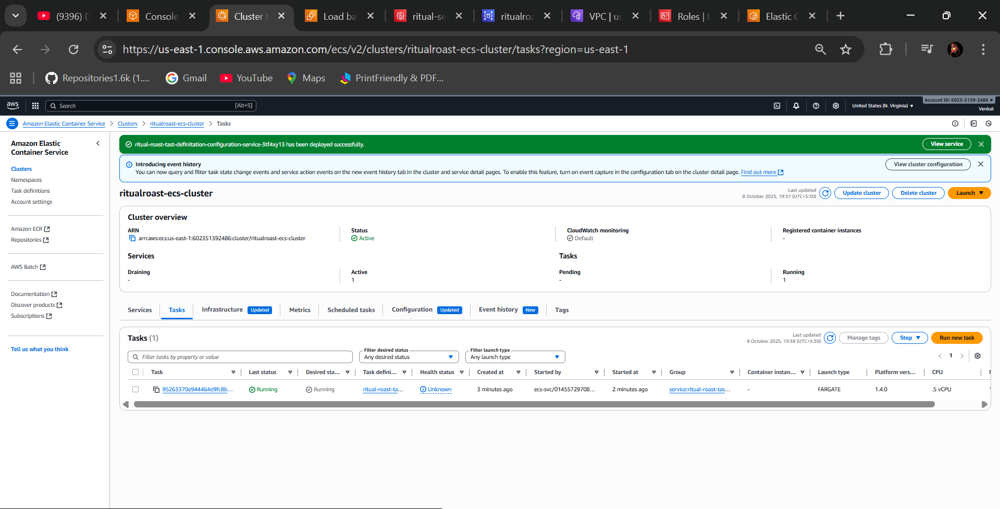 (9396) D
Console
Cluster t
Load ba
ritual-se
ritualroa
VPC | us
Roles | I
Elastic C
https://us-east-1.console.aws.amazon.com/ecs/v2/clusters/ritualroast-ecs-cluster/tasks?region=us-east-1
Repositories1.6k (1....
Gmail
YouTube
Maps
PrintFriendly & PDF...
aws
Search
[Alt+S]
United States (N. Virginia)
Account ID: 6023-5139-2486
Venkat
Amazon Elastic Container Service
Clusters
ritualroast-ecs-cluster
Tasks
Amazon Elastic
Container Service
Clusters
Namespaces
Task definitions
Account settings
Amazon ECR
Repositories
AWS Batch
Documentation
Discover products
Subscriptions
Tell us what you think
ritual-roast-tast-definitation-configuration-service-3tf4xy13 has been deployed successfully.
View service
Introducing event history
You can now query and filter task state change events and service action events on the new event history tab in the cluster and service detail pages. To enable this feature, turn on event capture in the configuration tab on the cluster detail page. Find out more
View cluster configuration
ritualroast-ecs-cluster
Last updated
8 October 2025, 19:37 (UTC+5:30)
Update cluster
Delete cluster
Launch
Cluster overview
ARN
arn:aws:ecs:us-east-1:602351392486:cluster/ritualroast-ecs-cluster
Status
Active
CloudWatch monitoring
Default
Registered container instances
-
Services
Tasks
Draining
-
Active
1
Pending
-
Running
1
Services
Tasks
Infrastructure Updated
Metrics
Scheduled tasks
Configuration Updated
Event history New
Tags
Tasks (1)
Last updated
8 October 2025, 19:38 (UTC+5:30)
Manage tags
Stop
Run new task
Filter tasks by property or value
Filter desired status
Any desired status
Filter launch type
Any launch type
1
Task
Last status
Desired sta...
Task defini...
Health status
Created at
Started by
Started at
Group
Container instan...
Launch type
Platform vers...
CPU
95263370e944464e9fc8b...
Running
Running
ritual-roast-ta...
Unknown
3 minutes ago
ecs-svc/01455729708...
2 minutes ago
service:ritual-roast-tas...
-
FARGATE
1.4.0
.5 vCPU